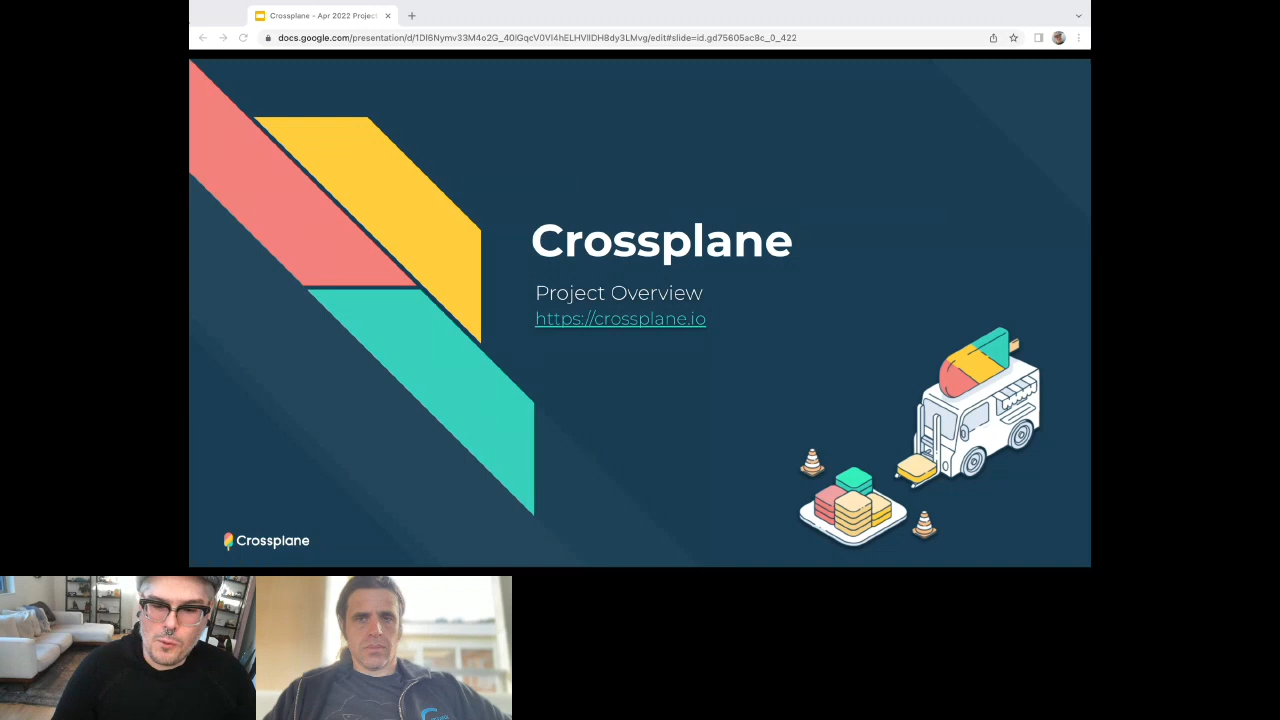 Crossplane - Apr 2022 Project
docs.google.com/presentation/d/1DI6Nymv33M4o2G_40lGqcV0Vl4hELHVllDH8dy3LMvg/edit#slide=id.gd75605ac8c_0_422
Crossplane
Project Overview
https://crossplane.io
Crossplane